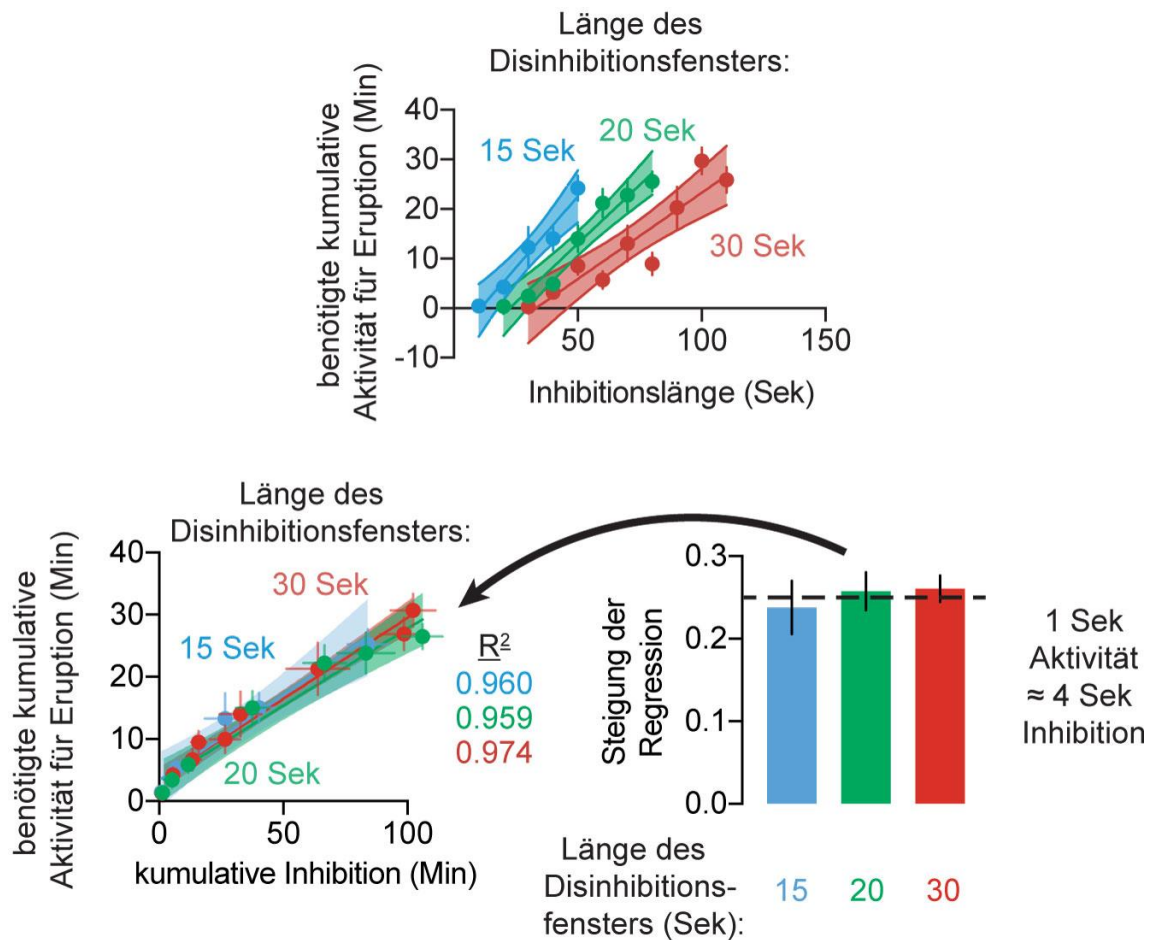 Länge des
Disinhibitionsfensters:
benötigte kumulative
Aktivität für Eruption (Min)
40
30
20
10
0
-10
15 Sek
20 Sek
30 Sek
50
100
150
Inhibitionslänge (Sek)
Länge des
Disinhibitionsfensters:
benötigte kumulative
Aktivität für Eruption (Min)
40
30
20
10
0
30 Sek
15 Sek
20 Sek
0
50
100
kumulative Inhibition (Min)
R²
0.960
0.959
0.974
Steigung der
Regression
0.3
0.2
0.1
0.0
1 Sek
Aktivität
≈ 4 Sek
Inhibition
Länge des
Disinhibitions-
fensters (Sek):
15 20 30